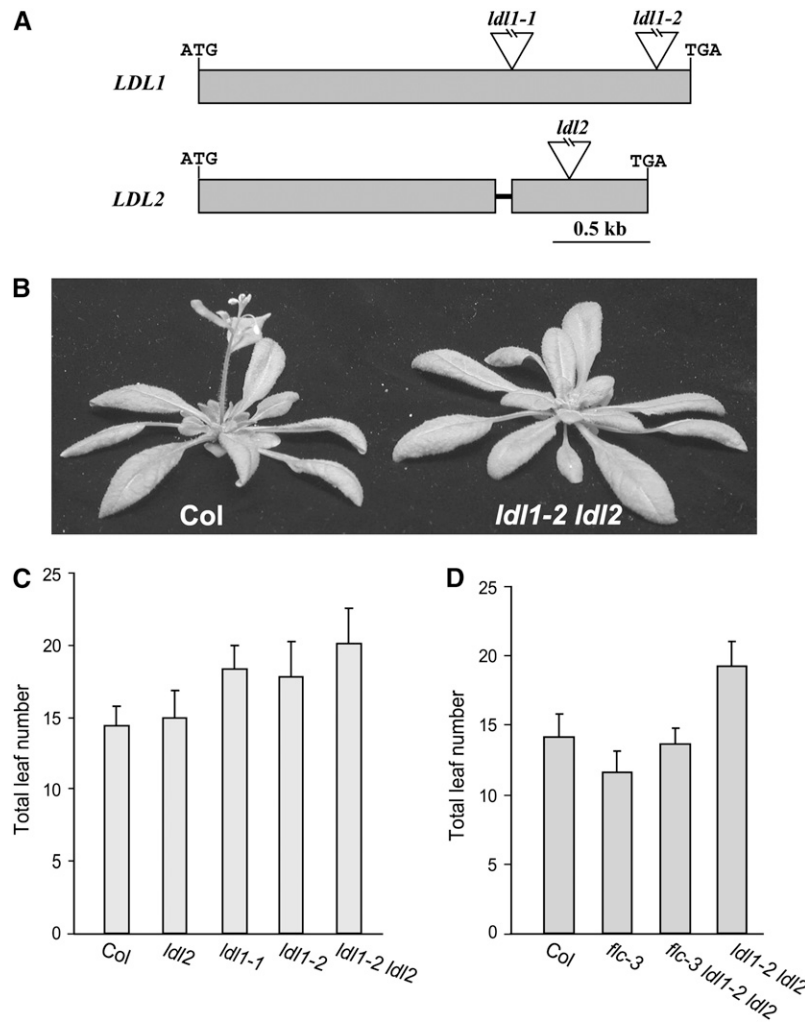 A
ldl1-1
ldl1-2
ATG
TGA
LDL1
ldl2
ATG
TGA
LDL2
0.5 kb
B
Col
ldl1-2 ldl2
C
25
20
15
10
5
0
Total leaf number
Col
ldl2
ldl1-1
ldl1-2
ldl1-2 ldl2
D
25
20
15
10
5
0
Total leaf number
Col
flc-3
flc-3 ldl1-2 ldl2
ldl1-2 ldl2